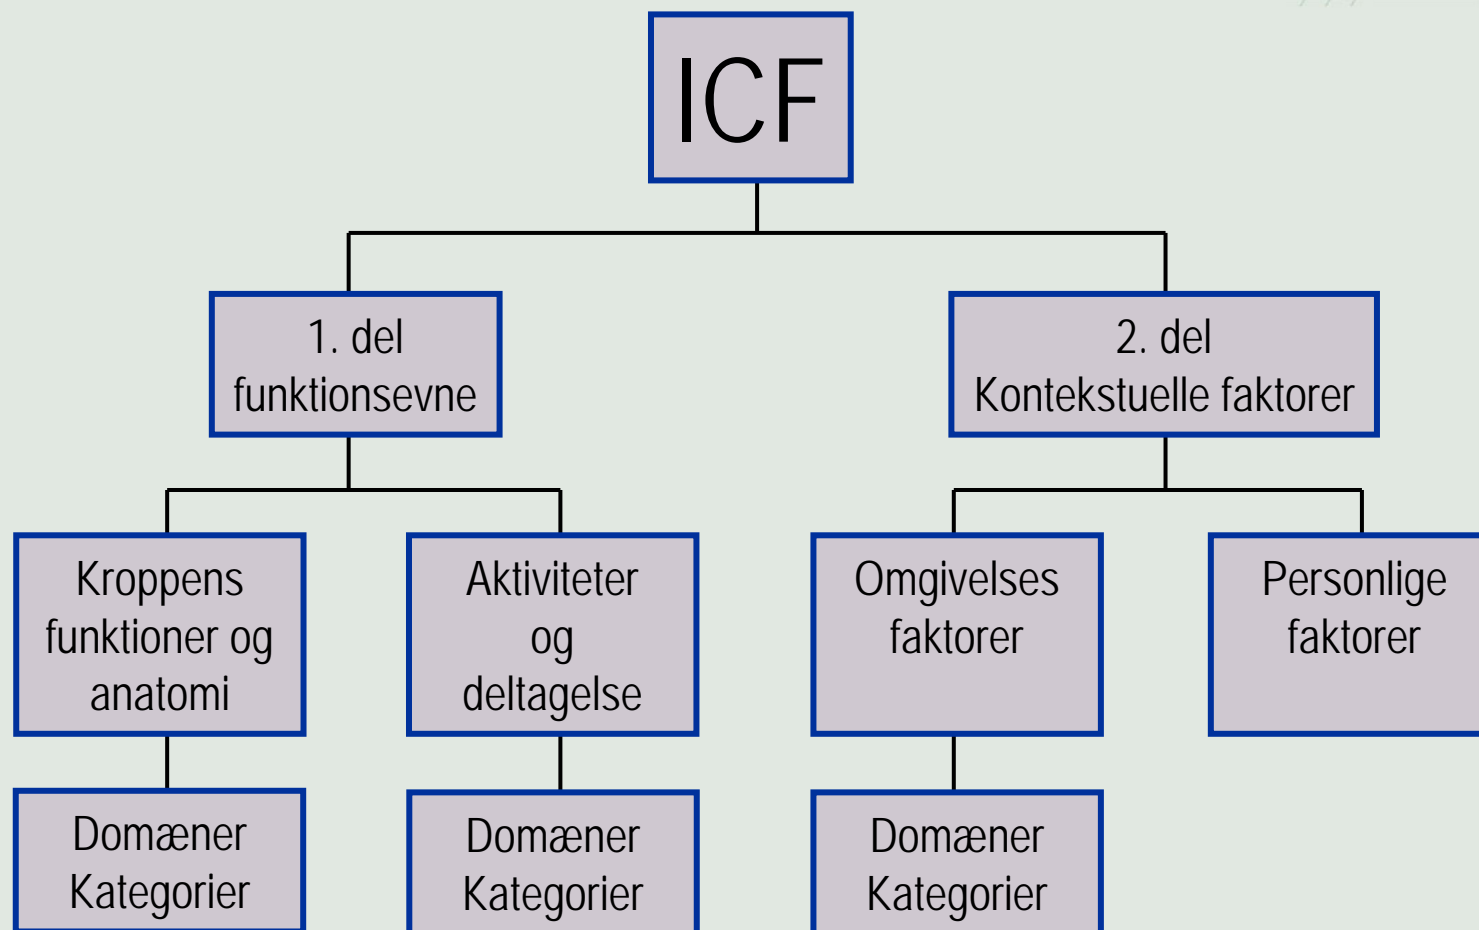 ICF
1. del
funktionsevne
2. del
Kontekstuelle faktorer
Kroppens
funktioner og
anatomi
Aktiviteter
og
deltagelse
Omgivelses
faktorer
Personlige
faktorer
Domæner
Kategorier
Domæner
Kategorier
Domæner
Kategorier